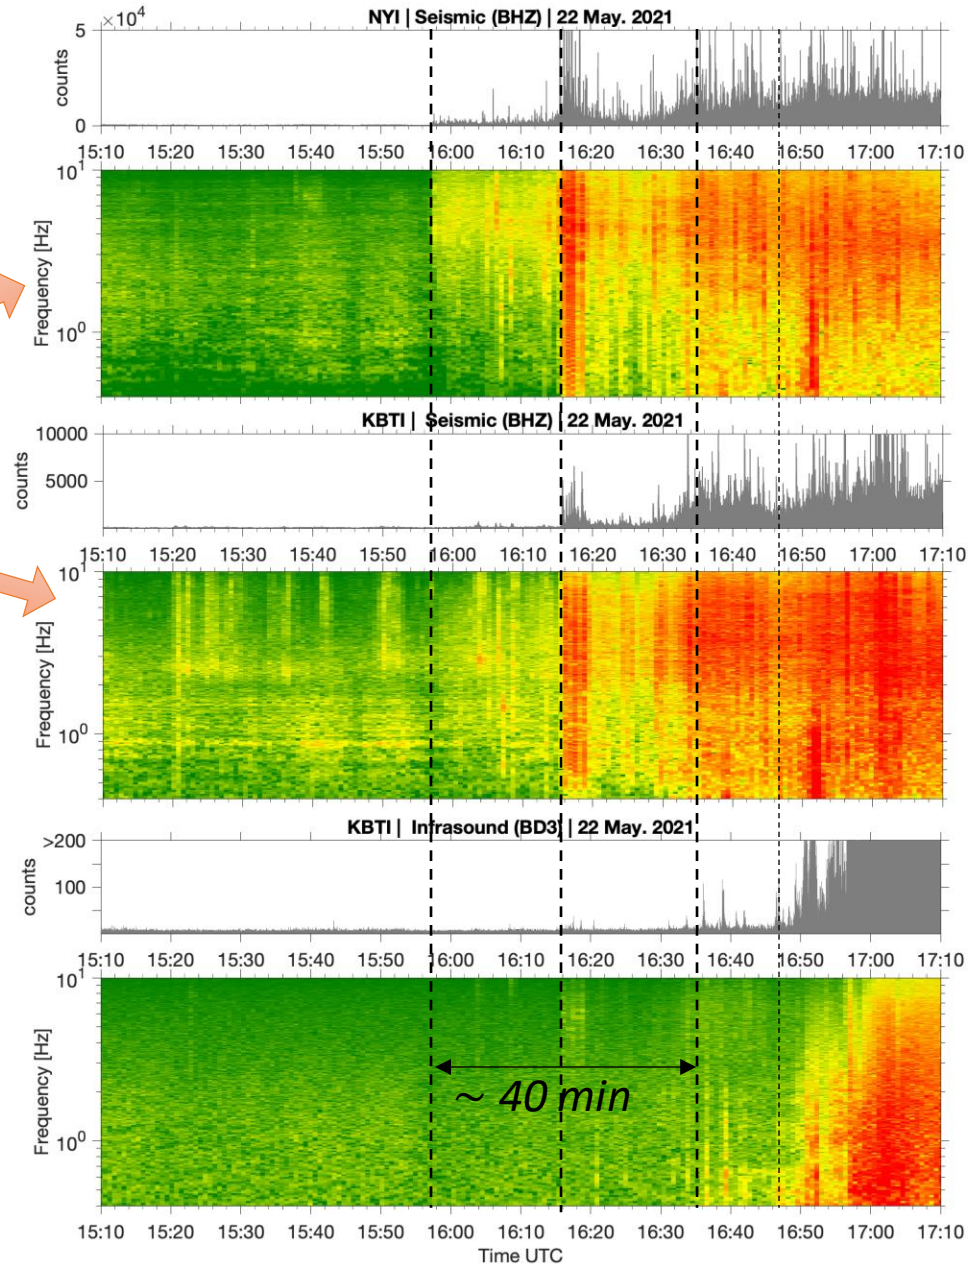 NYI | Seismic (BHZ) | 22 May. 2021
×10⁴
5
0
counts
15:10 15:20 15:30 15:40 15:50 16:00 16:10 16:20 16:30 16:40 16:50 17:00 17:10
10¹
10⁰
Frequency [Hz]
KBTI | Seismic (BHZ) | 22 May. 2021
10000
5000
counts
15:10 15:20 15:30 15:40 15:50 16:00 16:10 16:20 16:30 16:40 16:50 17:00 17:10
10¹
10⁰
Frequency [Hz]
KBTI | Infrasound (BD3) | 22 May. 2021
>200
100
counts
15:10 15:20 15:30 15:40 15:50 16:00 16:10 16:20 16:30 16:40 16:50 17:00 17:10
10¹
10⁰
Frequency [Hz]
~ 40 min
15:10 15:20 15:30 15:40 15:50 16:00 16:10 16:20 16:30 16:40 16:50 17:00 17:10
Time UTC